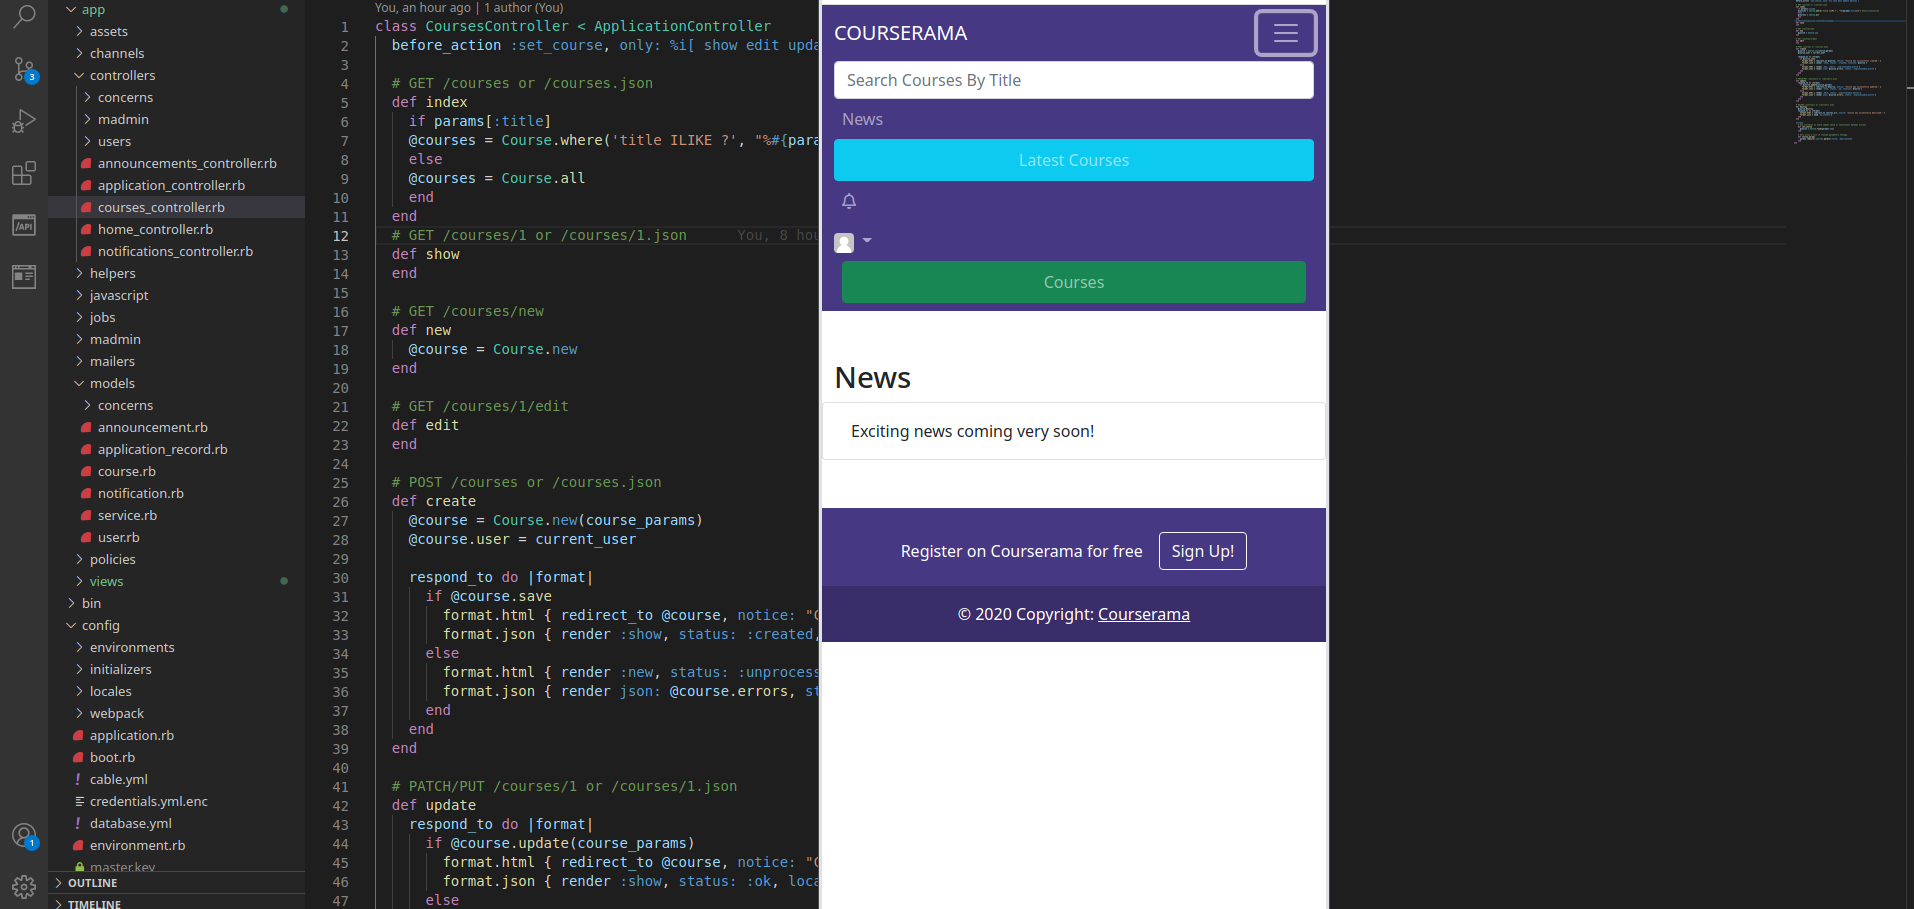 app
assets
channels
controllers
concerns
madmin
users
announcements_controller.rb
application_controller.rb
courses_controller.rb
home_controller.rb
notifications_controller.rb
helpers
javascript
jobs
madmin
mailers
models
concerns
announcement.rb
application_record.rb
course.rb
notification.rb
service.rb
user.rb
policies
views
bin
config
environments
initializers
locales
webpack
application.rb
boot.rb
cable.yml
credentials.yml.enc
database.yml
environment.rb
master.key
OUTLINE
TIMELINE
3
/API
1
You, an hour ago | 1 author (You)
1 class CoursesController < ApplicationController
2 before_action :set_course, only: %i[ show edit upda
3
4 # GET /courses or /courses.json
5 def index
6 if params[:title]
7 @courses = Course.where('title ILIKE ?', "%#{para
8 else
9 @courses = Course.all
10 end
11 end
12 # GET /courses/1 or /courses/1.json You, 8 hou
13 def show
14 end
15
16 # GET /courses/new
17 def new
18 @course = Course.new
19 end
20
21 # GET /courses/1/edit
22 def edit
23 end
24
25 # POST /courses or /courses.json
26 def create
27 @course = Course.new(course_params)
28 @course.user = current_user
29
30 respond_to do |format|
31 if @course.save
32 format.html { redirect_to @course, notice: "C
33 format.json { render :show, status: :created,
34 else
35 format.html { render :new, status: :unprocess
36 format.json { render json: @course.errors, st
37 end
38 end
39 end
40
41 # PATCH/PUT /courses/1 or /courses/1.json
42 def update
43 respond_to do |format|
44 if @course.update(course_params)
45 format.html { redirect_to @course, notice: "C
46 format.json { render :show, status: :ok, loca
47 else
COURSERAMA
Search Courses By Title
News
Latest Courses
Courses
News
Exciting news coming very soon!
Register on Courserama for free Sign Up!
© 2020 Copyright: Courserama